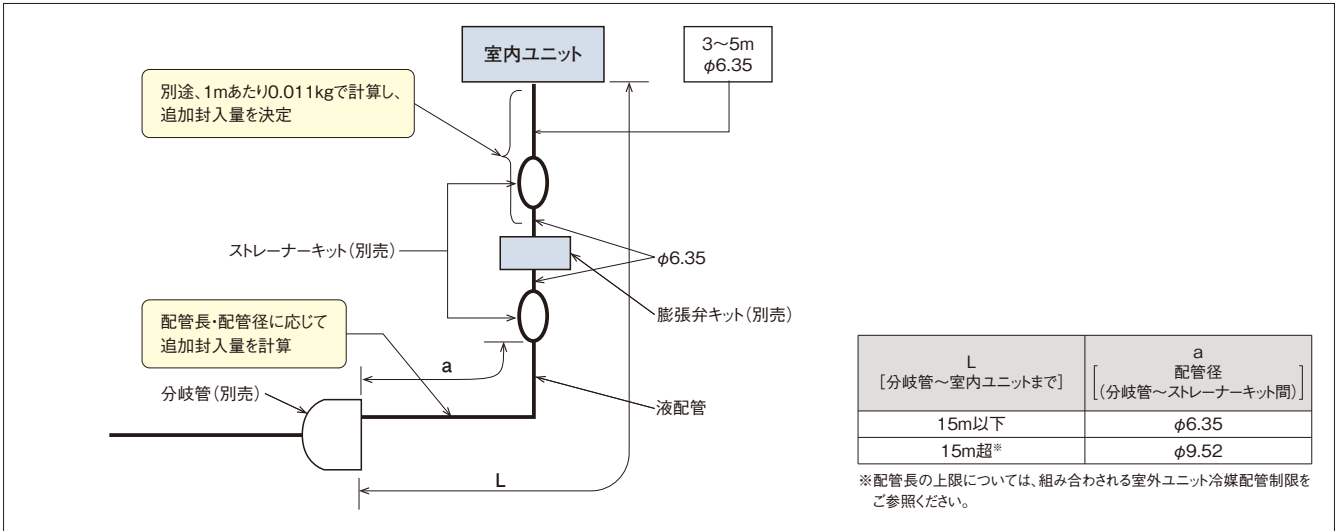 室内ユニット
3～5m
φ6.35
別途、1mあたり0.011kgで計算し、
追加封入量を決定
ストレーナーキット（別売）
φ6.35
膨張弁キット（別売）
配管長・配管径に応じて
追加封入量を計算
a
分岐管（別売）
液配管
L
L
［分岐管～室内ユニットまで］
a
配管径
（分岐管～ストレーナーキット間）
15m以下
φ6.35
15m超※
φ9.52
※配管長の上限については、組み合わされる室外ユニット冷媒配管制限を
ご参照ください。